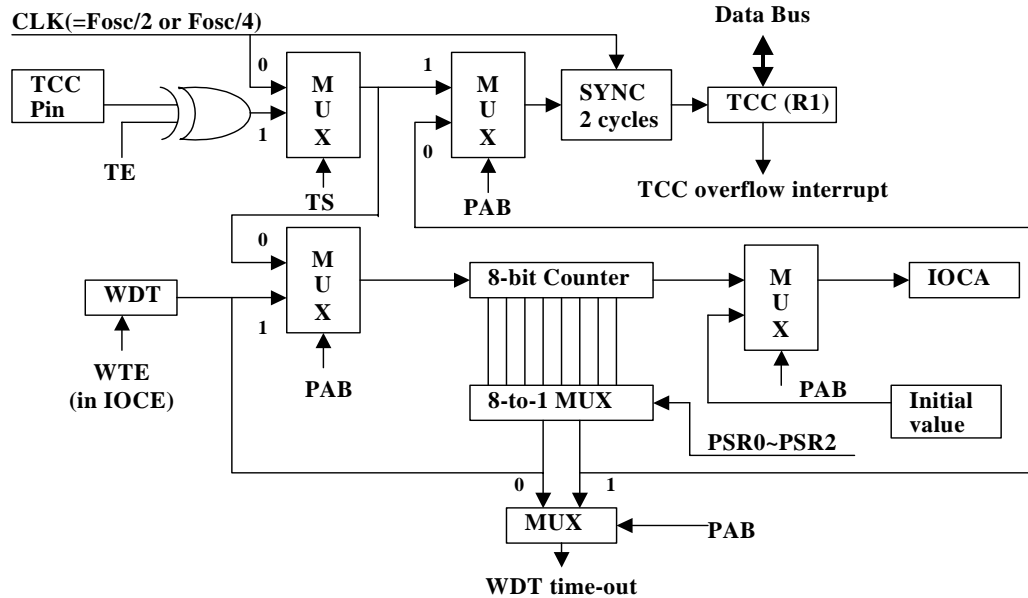 Data Bus
CLK(=Fosc/2 or Fosc/4)
0
M
U
X
1
M
U
X
TCC
Pin
SYNC
2 cycles
TCC (R1)
1
0
TE
TS
PAB
TCC overflow interrupt
0
M
U
X
8-bit Counter
M
U
X
IOCA
WDT
1
WTE
(in IOCE)
PAB
PAB
8-to-1 MUX
Initial
value
PSR0~PSR2
0
1
MUX
PAB
WDT time-out